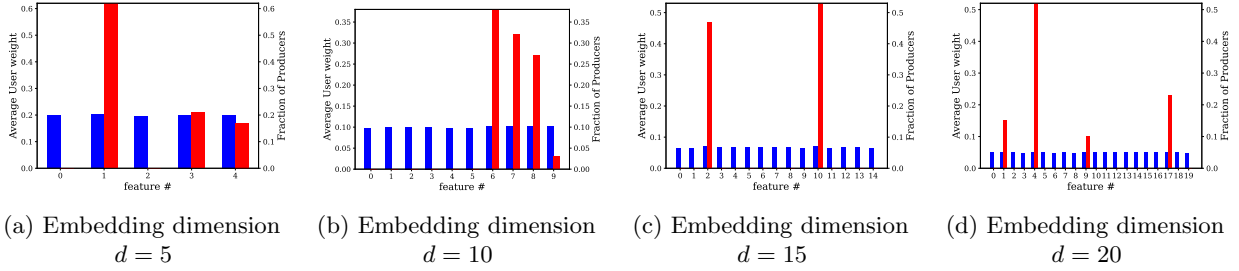 0.6
0.5
0.4
0.3
0.2
0.1
0.0
Average User weight
0 1 2 3 4
feature #
0.6
0.5
0.4
0.3
0.2
0.1
0.0
Fraction of Producers
0.35
0.30
0.25
0.20
0.15
0.10
0.05
0.00
Average User weight
0 1 2 3 4 5 6 7 8 9
feature #
0.35
0.30
0.25
0.20
0.15
0.10
0.05
0.00
Fraction of Producers
0.5
0.4
0.3
0.2
0.1
0.0
Average User weight
0 1 2 3 4 5 6 7 8 9 10 11 12 13 14
feature #
0.5
0.4
0.3
0.2
0.1
0.0
Fraction of Producers
0.5
0.4
0.3
0.2
0.1
0.0
Average User weight
0 1 2 3 4 5 6 7 8 9 10 11 12 13 14 15 16 17 18 19
feature #
0.5
0.4
0.3
0.2
0.1
0.0
Fraction of Producers
(a) Embedding dimension
d = 5
(b) Embedding dimension
d = 10
(c) Embedding dimension
d = 15
(d) Embedding dimension
d = 20